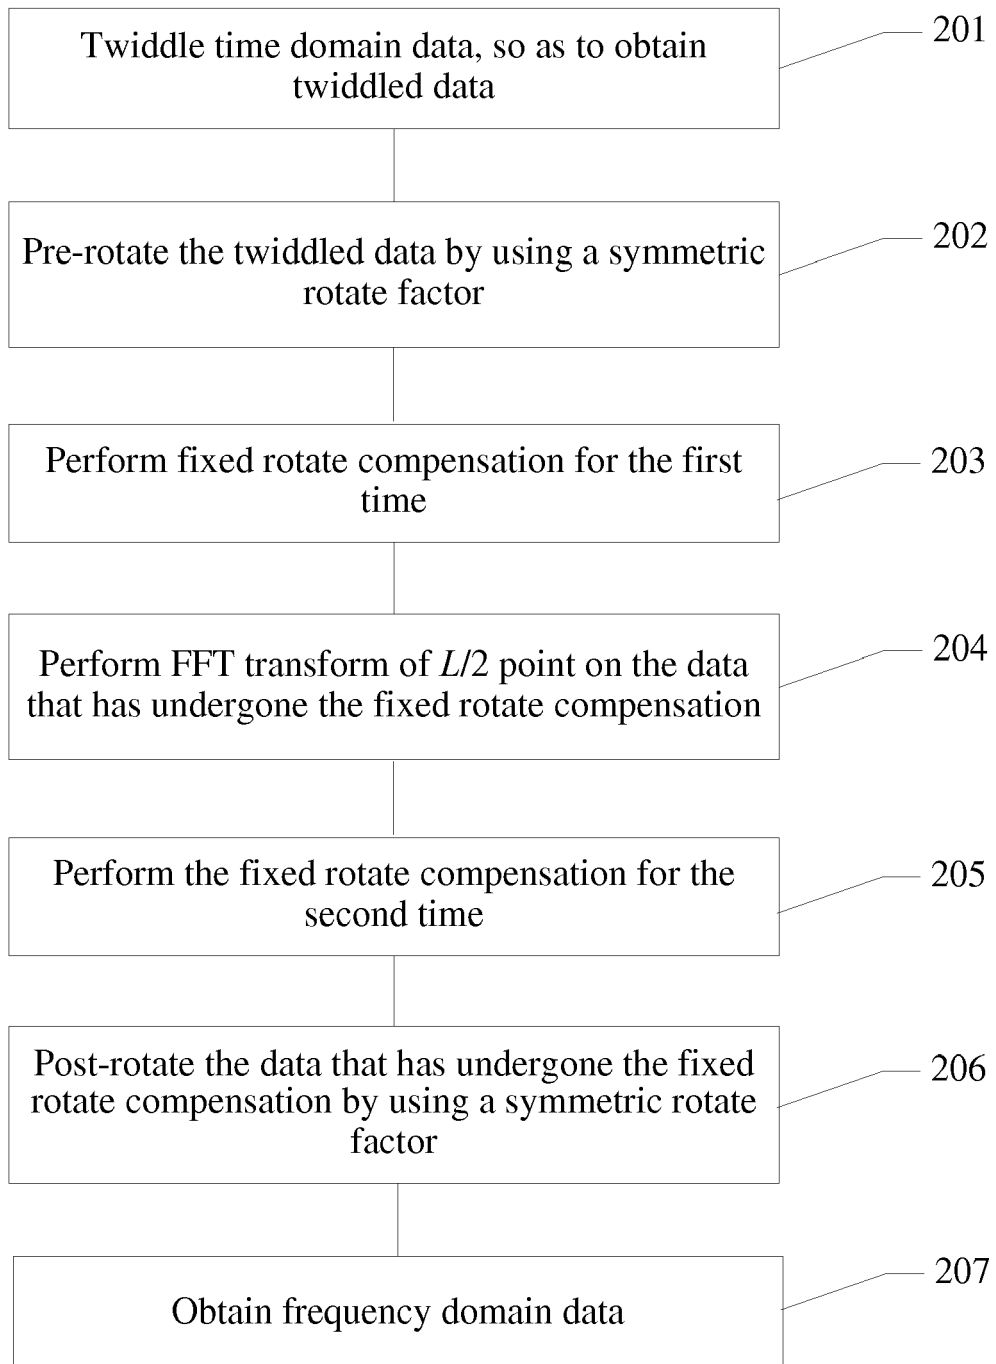 Twiddle time domain data, so as to obtain
twiddled data
201
Pre-rotate the twiddled data by using a symmetric
rotate factor
202
Perform fixed rotate compensation for the first
time
203
Perform FFT transform of L/2 point on the data
that has undergone the fixed rotate compensation
204
Perform the fixed rotate compensation for the
second time
205
Post-rotate the data that has undergone the fixed
rotate compensation by using a symmetric rotate
factor
206
Obtain frequency domain data
207